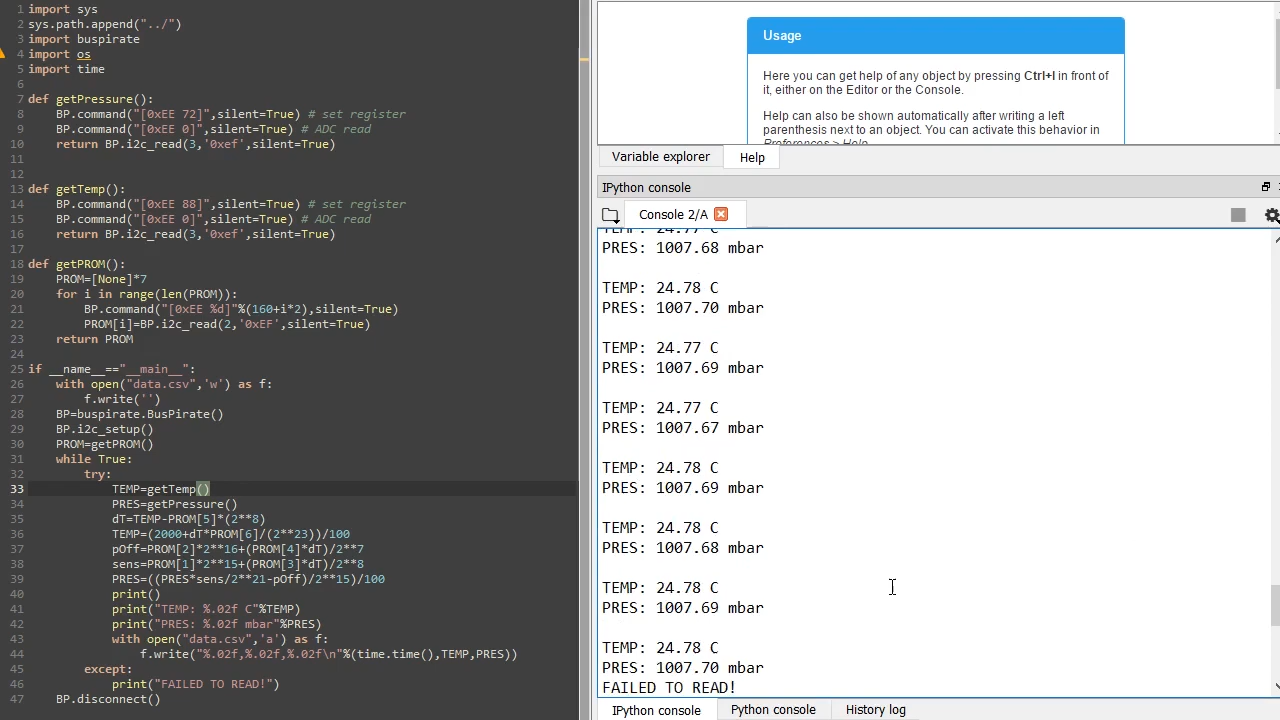 1 import sys
2 sys.path.append("../")
3 import buspirate
4 import os
5 import time
6
7 def getPressure():
8     BP.command("[0xEE 72]",silent=True) # set register
9     BP.command("[0xEE 0]",silent=True) # ADC read
10     return BP.i2c_read(3,'0xef',silent=True)
11
12
13 def getTemp():
14     BP.command("[0xEE 88]",silent=True) # set register
15     BP.command("[0xEE 0]",silent=True) # ADC read
16     return BP.i2c_read(3,'0xef',silent=True)
17
18 def getPROM():
19     PROM=[None]*7
20     for i in range(len(PROM)):
21         BP.command("[0xEE %d]"%(160+i*2),silent=True)
22         PROM[i]=BP.i2c_read(2,'0xEF',silent=True)
23     return PROM
24
25 if __name__=="__main__":
26     with open("data.csv",'w') as f:
27         f.write('')
28     BP=buspirate.BusPirate()
29     BP.i2c_setup()
30     PROM=getPROM()
31     while True:
32         try:
33             TEMP=getTemp()
34             PRES=getPressure()
35             dT=TEMP-PROM[5]*(2**8)
36             TEMP=(2000+dT*PROM[6]/(2**23))/100
37             pOff=PROM[2]*2**16+(PROM[4]*dT)/2**7
38             sens=PROM[1]*2**15+(PROM[3]*dT)/2**8
39             PRES=((PRES*sens/2**21-pOff)/2**15)/100
40             print()
41             print("TEMP: %.02f C"%TEMP)
42             print("PRES: %.02f mbar"%PRES)
43             with open("data.csv",'a') as f:
44                 f.write("%.02f,%.02f,%.02f\n"%(time.time(),TEMP,PRES))
45         except:
46             print("FAILED TO READ!")
47     BP.disconnect()
Usage
Here you can get help of any object by pressing Ctrl+I in front of
it, either on the Editor or the Console.
Help can also be shown automatically after writing a left
parenthesis next to an object. You can activate this behavior in
Preferences > Help.
Variable explorer
Help
IPython console
Console 2/A
TEMP: 24.77 C
PRES: 1007.68 mbar
TEMP: 24.78 C
PRES: 1007.70 mbar
TEMP: 24.77 C
PRES: 1007.69 mbar
TEMP: 24.77 C
PRES: 1007.67 mbar
TEMP: 24.78 C
PRES: 1007.69 mbar
TEMP: 24.78 C
PRES: 1007.68 mbar
TEMP: 24.78 C
PRES: 1007.69 mbar
TEMP: 24.78 C
PRES: 1007.70 mbar
FAILED TO READ!
IPython console
Python console
History log